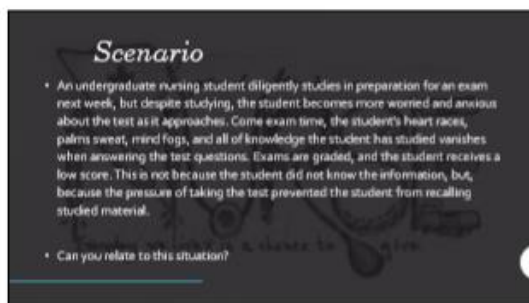 Scenario
• An undergraduate nursing student diligently studies in preparation for an exam
next week, but despite studying, the student becomes more worried and anxious
about the test as it approaches. Come exam time, the student's heart races,
palms sweat, mind fogs, and all of knowledge the student has studied vanishes
when answering the test questions. Exams are graded, and the student receives a
low score. This is not because the student did not know the information, but,
because the pressure of taking the test prevented the student from recalling
studied material.
• Can you relate to this situation?